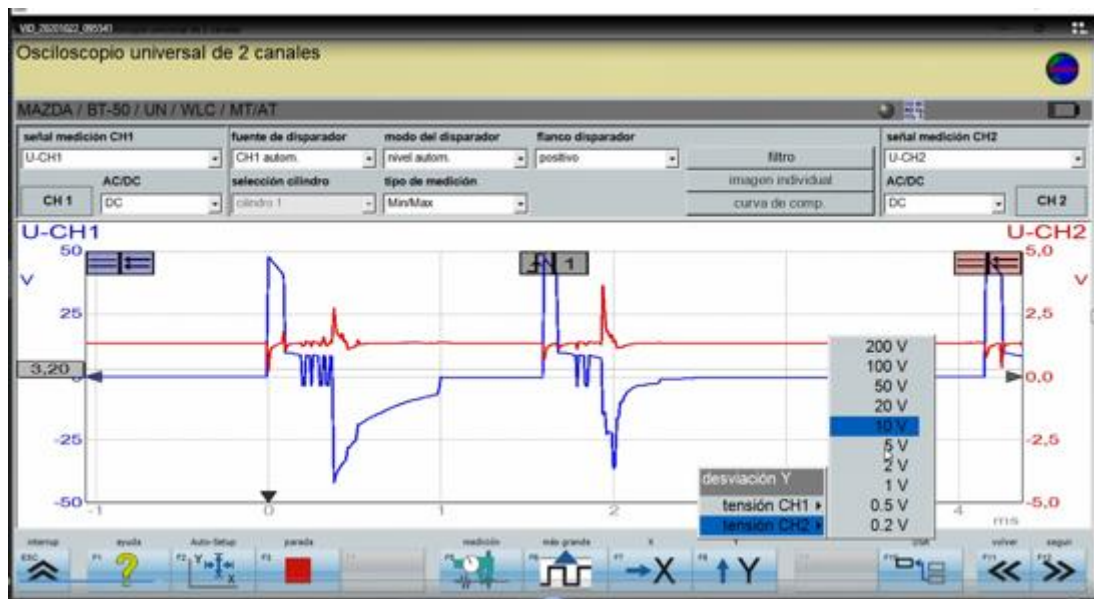 VID_20201022_095541
Osciloscopio universal de 2 canales
MAZDA / BT-50 / UN / WLC / MT/AT
señal medición CH1 fuente de disparador modo del disparador flanco disparador señal medición CH2
U-CH1 CH1 autom. nivel autom. positivo filtro U-CH2
AC/DC selección cilindro tipo de medición imagen individual AC/DC
CH 1 DC cilindro 1 Min/Max curva de comp. DC CH 2
U-CH1 U-CH2
50 1 5,0
V V
25 2,5
200 V
3,20 100 V 0,0
50 V
20 V
10 V
-25 5 V -2,5
2 V
desviación Y 1 V
-50 tensión CH1 0.5 V -5,0
-1 0 1 2 4
tensión CH2 0.2 V ms
interrup ayuda Auto-Setup parada medición más grande X Y USB volver seguir
ESC F1 F2 F3 F5 F6 F7 F8 F10 F11 F12
? Y X X Y